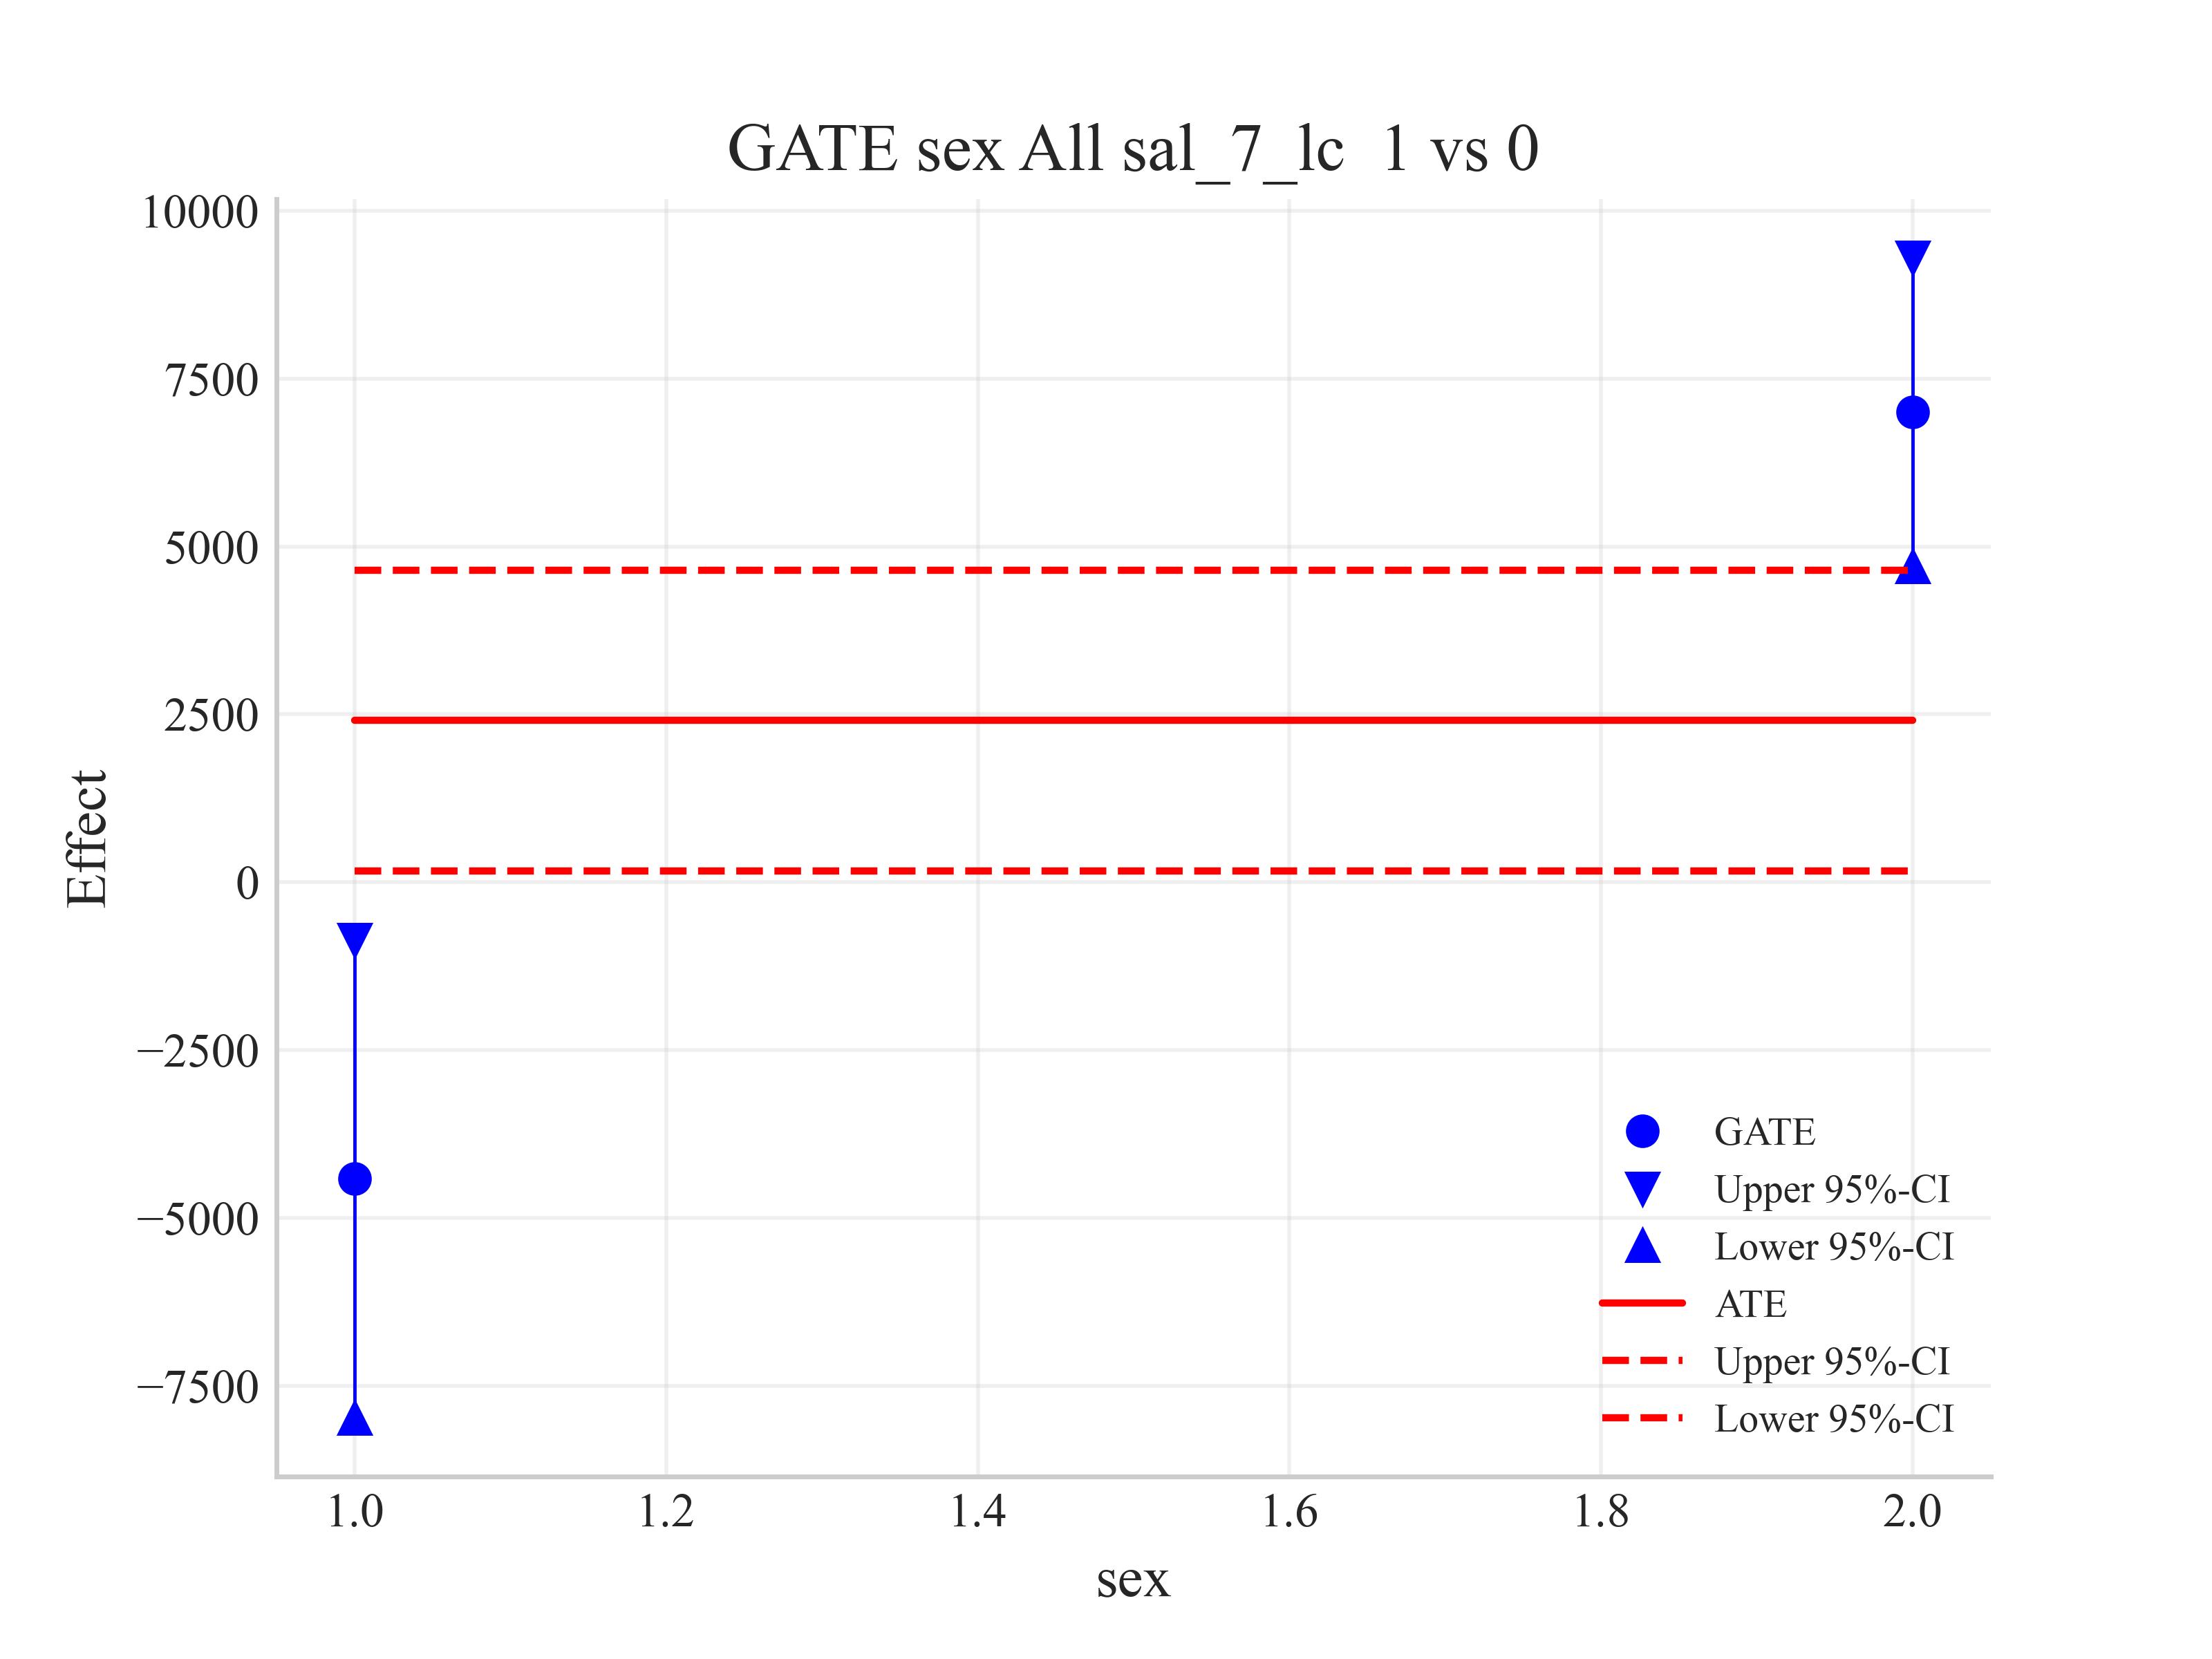 GATE sex All sal_7_lc  1 vs 0
10000
7500
5000
2500
0
−2500
−5000
−7500
Effect
1.0 1.2 1.4 1.6 1.8 2.0
sex
GATE
Upper 95%-CI
Lower 95%-CI
ATE
Upper 95%-CI
Lower 95%-CI